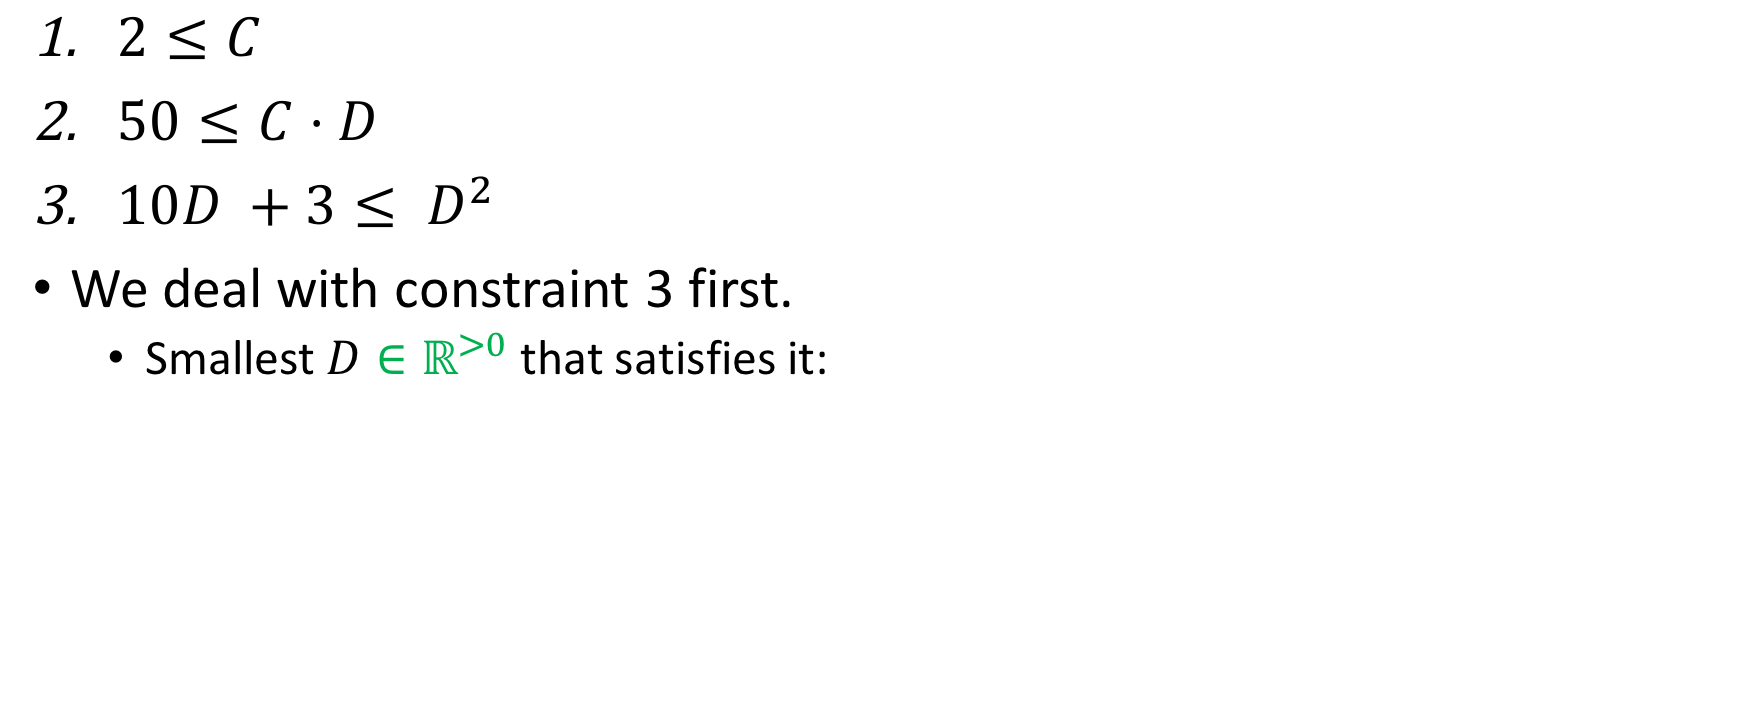 1. 2 ≤ C
2. 50 ≤ C · D
3. 10D + 3 ≤ D²
• We deal with constraint 3 first.
• Smallest D ∈ ℝ^{>0} that satisfies it: